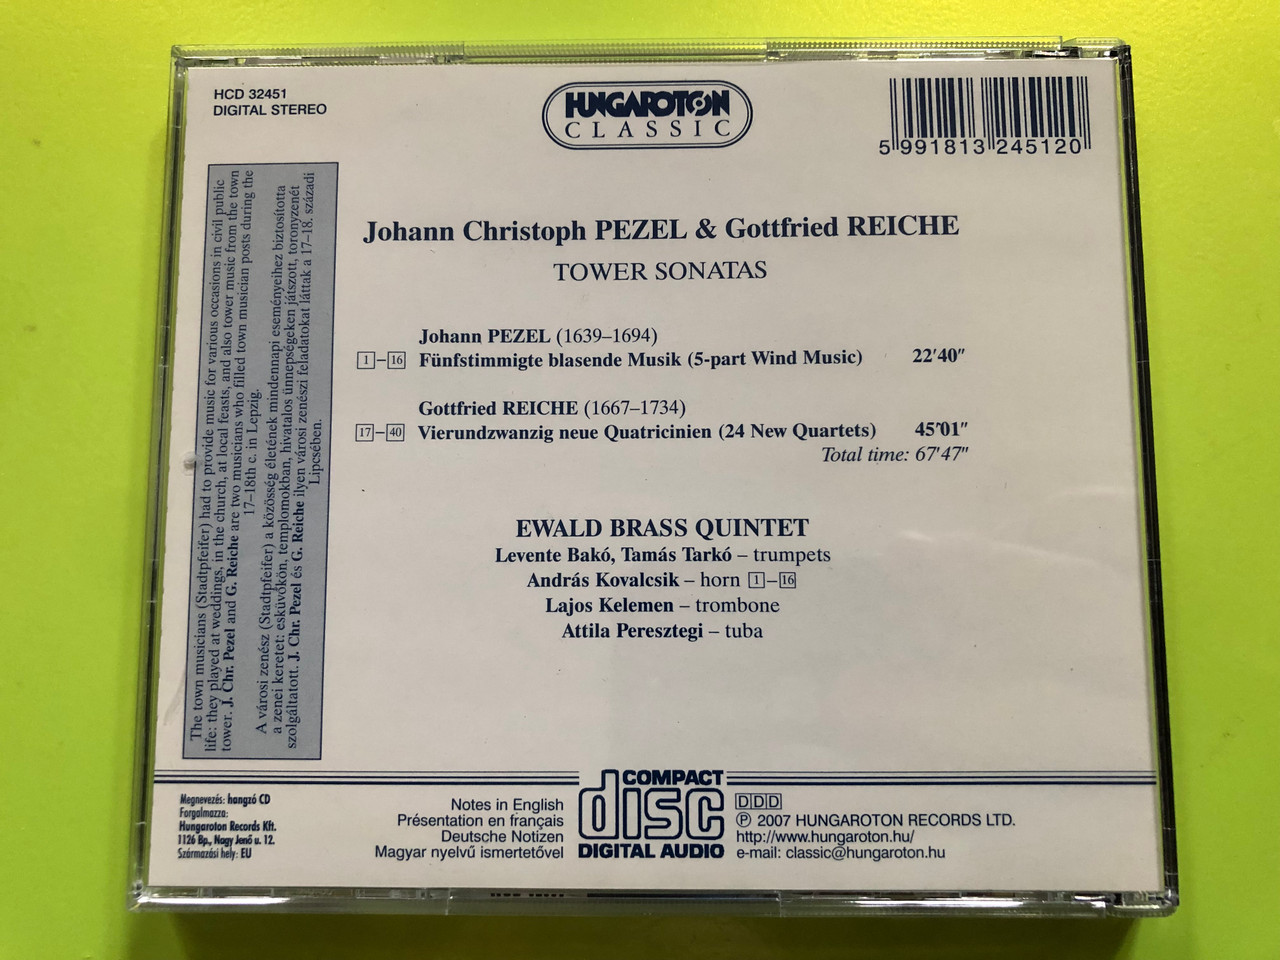 HCD 32451
DIGITAL STEREO
HUNGAROTON
CLASSIC
5 991813 245120
The town musicians (Stadtpfeifer) had to provide music for various occasions in civil public
life: they played at weddings, in the church, at local feasts, and also tower music from the town
tower. J. Chr. Pezel and G. Reiche are two musicians who filled town musician posts during the
17–18th c. in Lepzig.
A városi zenész (Stadtpfeifer) a közösség életének mindennapi eseményeihez biztosította
a zenei keretet: esküvőkön, templomokban, hivatalos ünnepségeken játszott, toronyzenét
szolgáltatott. J. Chr. Pezel és G. Reiche ilyen városi zenészi feladatokat láttak a 17–18. századi
Lipcsében.
Johann Christoph PEZEL & Gottfried REICHE
TOWER SONATAS
Johann PEZEL (1639–1694)
1–16 Fünfstimmigte blasende Musik (5-part Wind Music) 22'40"
Gottfried REICHE (1667–1734)
17–40 Vierundzwanzig neue Quatricinien (24 New Quartets) 45'01"
Total time: 67'47"
EWALD BRASS QUINTET
Levente Bakó, Tamás Tarkó – trumpets
András Kovalcsik – horn 1–16
Lajos Kelemen – trombone
Attila Peresztegi – tuba
Megnevezés: hangzó CD
Forgalmazza:
Hungaroton Records Kft.
1126 Bp., Nagy Jenő u. 12.
Származási hely: EU
Notes in English
Présentation en français
Deutsche Notizen
Magyar nyelvű ismertetővel
COMPACT
disc
DIGITAL AUDIO
DDD
℗ 2007 HUNGAROTON RECORDS LTD.
http://www.hungaroton.hu/
e-mail: classic@hungaroton.hu